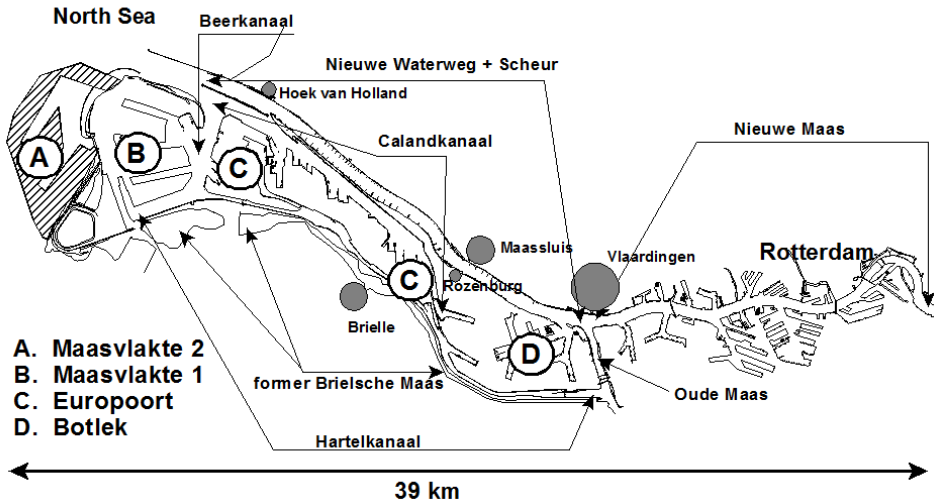 North Sea
Beerkanaal
Nieuwe Waterweg + Scheur
Hoek van Holland
Calandkanaal
Nieuwe Maas
A
B
C
Maassluis
Vlaardingen
Rotterdam
C
Rozenburg
Brielle
D
A. Maasvlakte 2
B. Maasvlakte 1
C. Europoort
D. Botlek
former Brielsche Maas
Oude Maas
Hartelkanaal
39 km